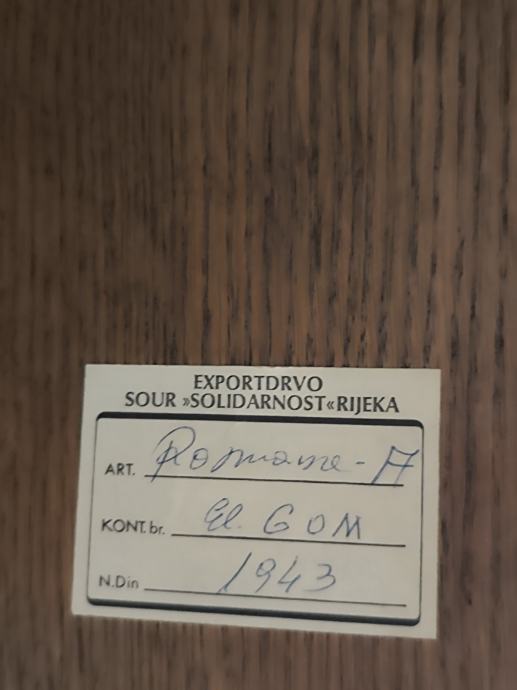 EXPORTDRVO
SOUR »SOLIDARNOST«RIJEKA
ART. Romane-A
KONT. br. El. GOM
N.Din 1943